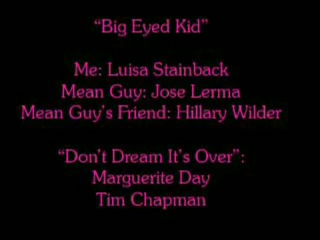 “Big Eyed Kid”
Me: Luisa Stainback
Mean Guy: Jose Lerma
Mean Guy’s Friend: Hillary Wilder
“Don’t Dream It’s Over”:
Marguerite Day
Tim Chapman